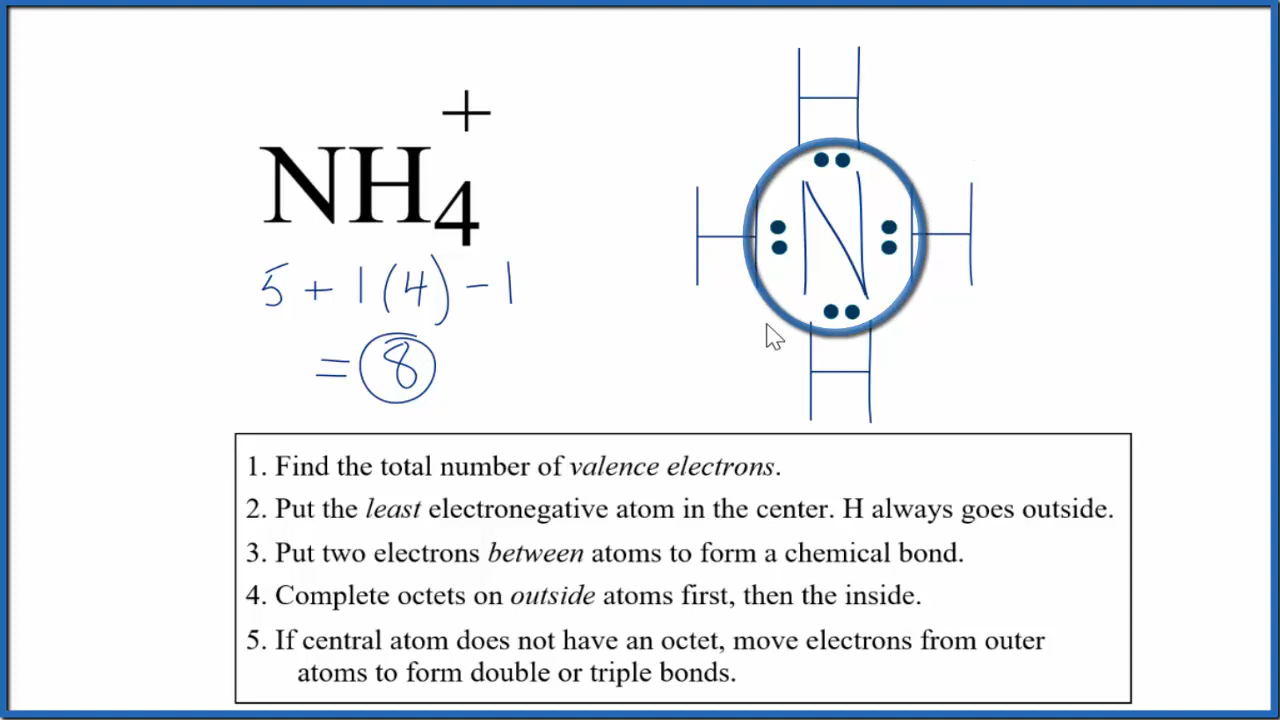 NH₄⁺
5 + 1 (4) - 1
= 8
H
H N H
H
1. Find the total number of valence electrons.
2. Put the least electronegative atom in the center. H always goes outside.
3. Put two electrons between atoms to form a chemical bond.
4. Complete octets on outside atoms first, then the inside.
5. If central atom does not have an octet, move electrons from outer
atoms to form double or triple bonds.